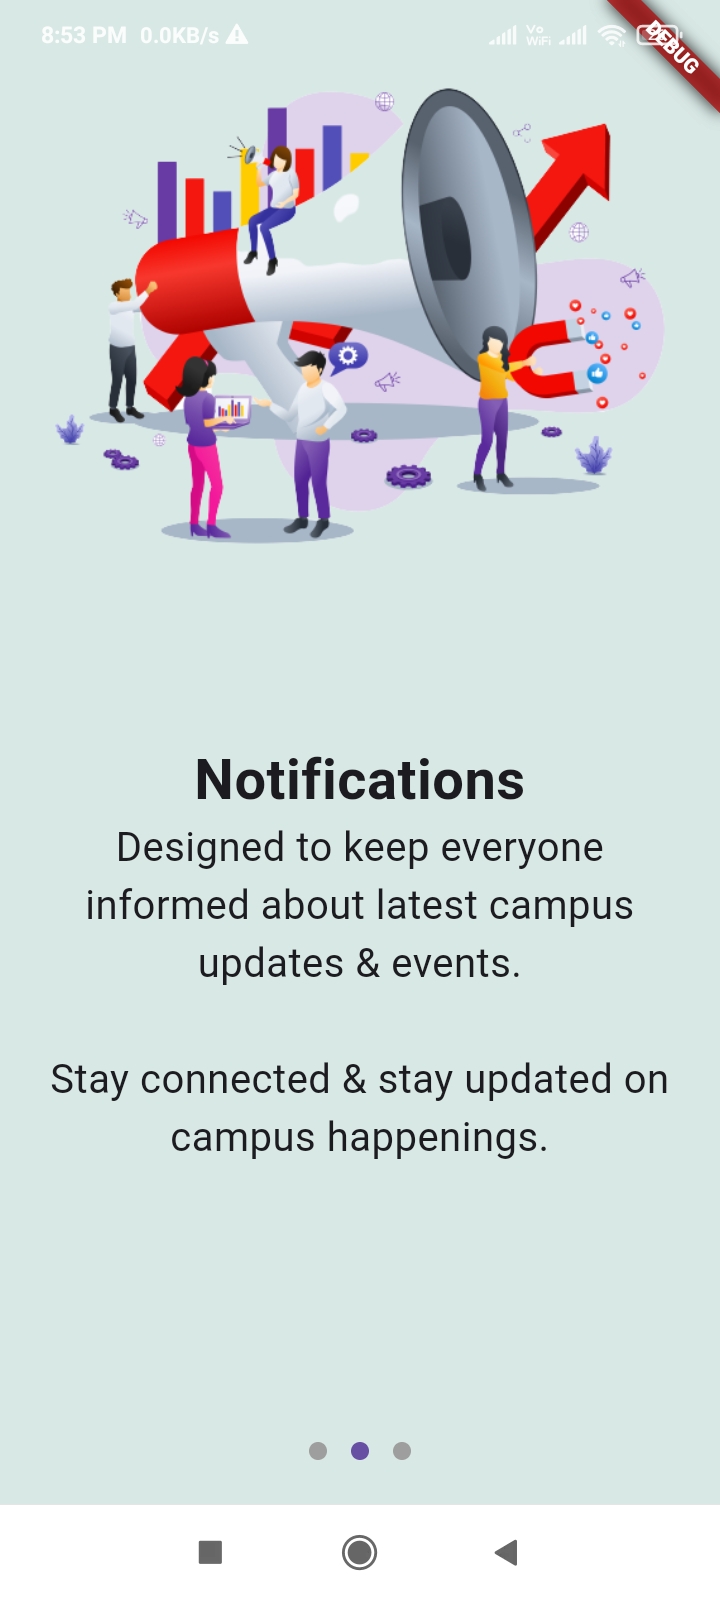 8:53 PM 0.0KB/s
Vo
WiFi
DEBUG
Notifications
Designed to keep everyone
informed about latest campus
updates & events.
Stay connected & stay updated on
campus happenings.